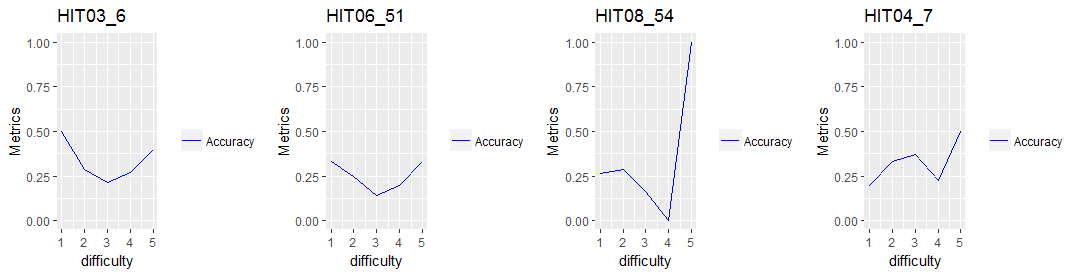 HIT03_6
1.00
0.75
0.50
0.25
0.00
Metrics
1 2 3 4 5
difficulty
Accuracy
HIT06_51
1.00
0.75
0.50
0.25
0.00
Metrics
1 2 3 4 5
difficulty
Accuracy
HIT08_54
1.00
0.75
0.50
0.25
0.00
Metrics
1 2 3 4 5
difficulty
Accuracy
HIT04_7
1.00
0.75
0.50
0.25
0.00
Metrics
1 2 3 4 5
difficulty
Accuracy